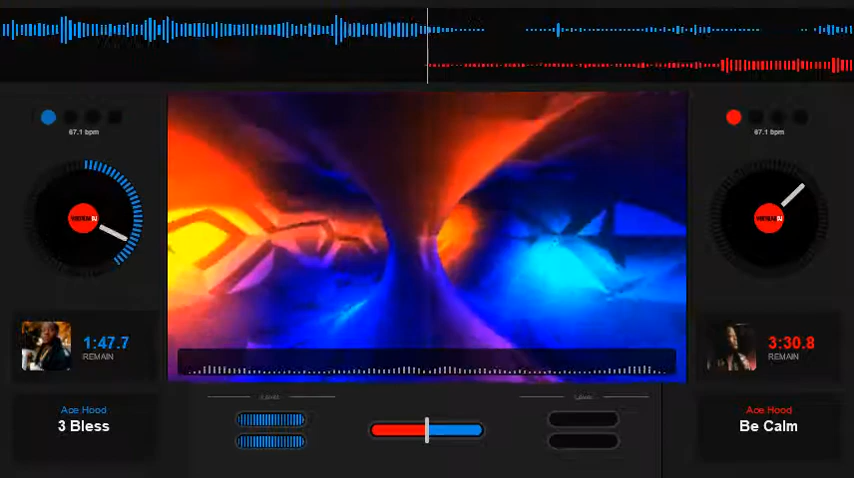 67.1 bpm
67.1 bpm
1:47.7
REMAIN
3:30.8
REMAIN
Ace Hood
3 Bless
Ace Hood
Be Calm